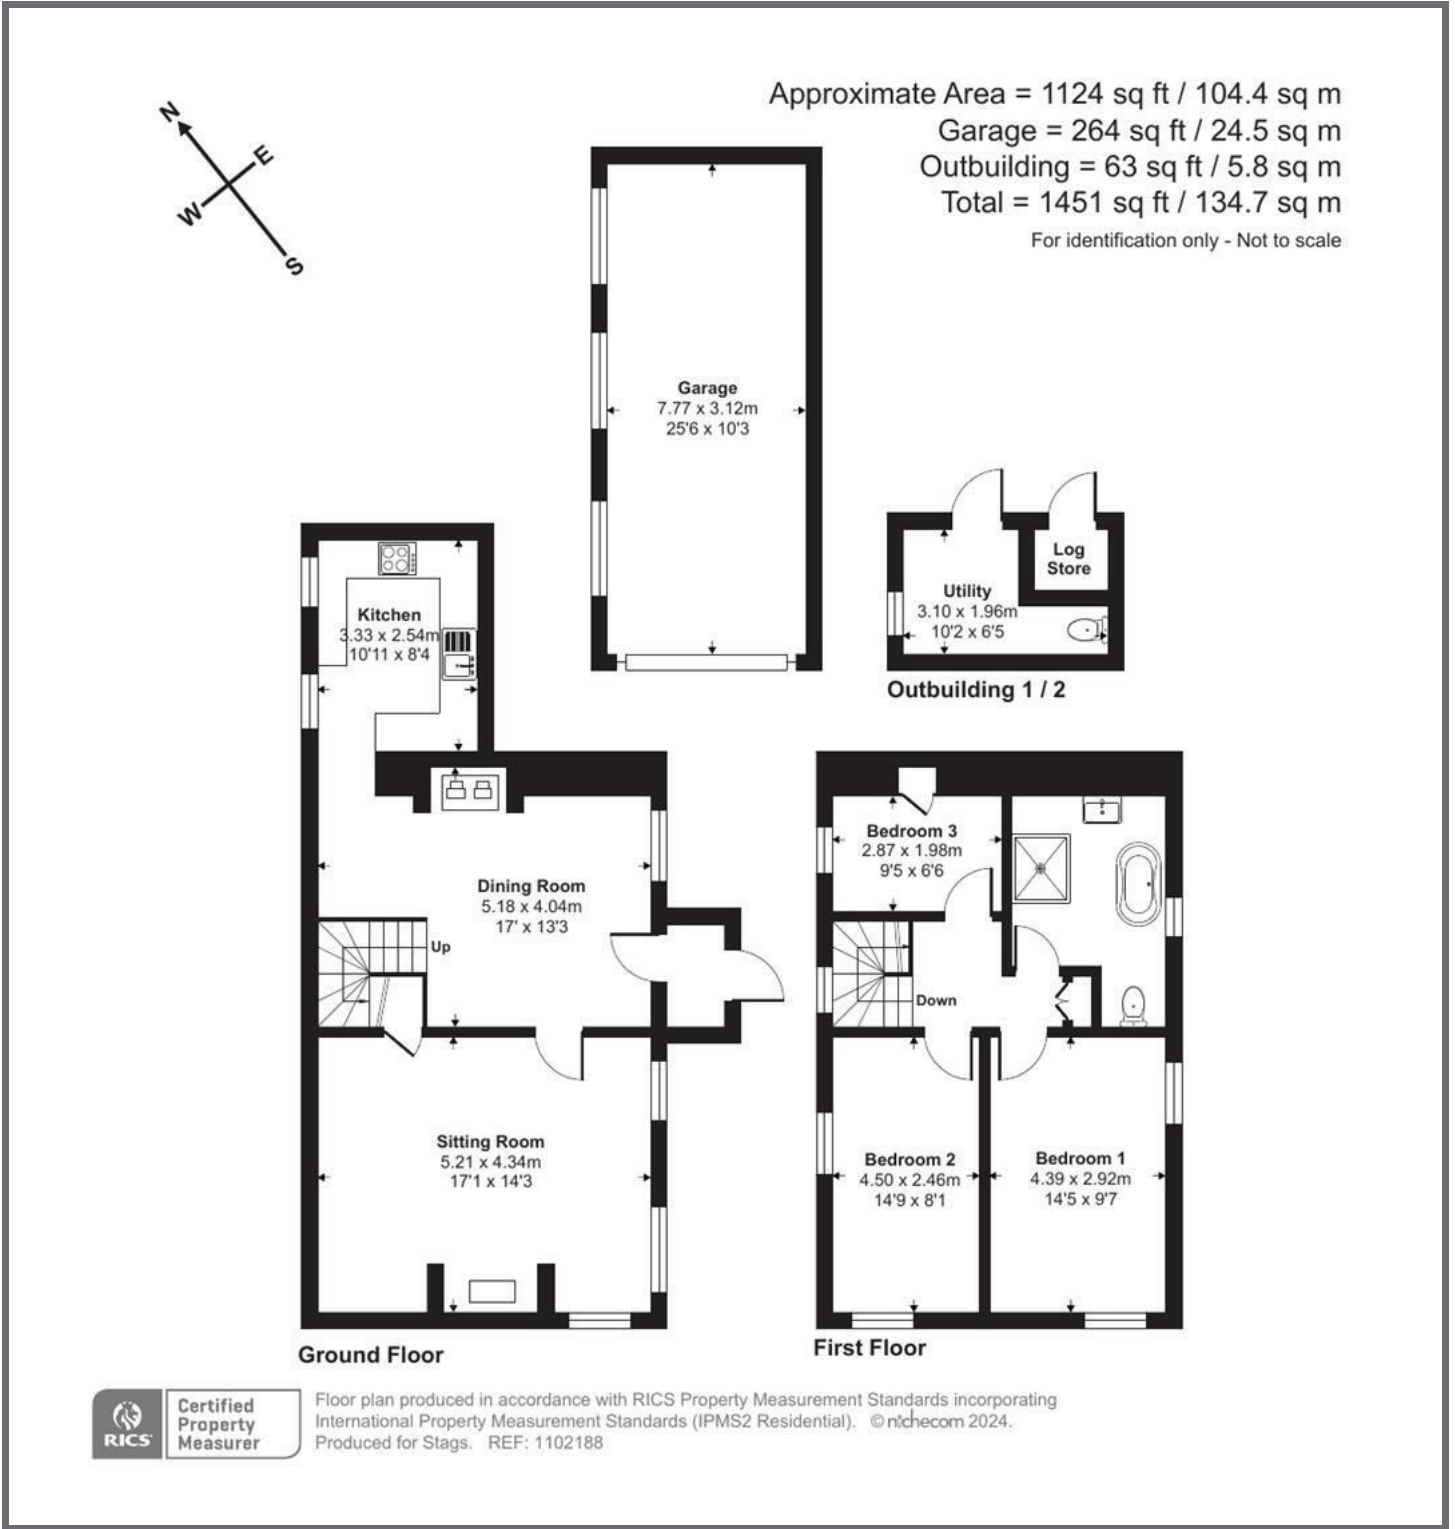 N
E
W
S
Approximate Area = 1124 sq ft / 104.4 sq m
Garage = 264 sq ft / 24.5 sq m
Outbuilding = 63 sq ft / 5.8 sq m
Total = 1451 sq ft / 134.7 sq m
For identification only - Not to scale
Garage
7.77 x 3.12m
25'6 x 10'3
Log
Store
Utility
3.10 x 1.96m
10'2 x 6'5
Outbuilding 1 / 2
Kitchen
3.33 x 2.54m
10'11 x 8'4
Dining Room
5.18 x 4.04m
17' x 13'3
Up
Sitting Room
5.21 x 4.34m
17'1 x 14'3
Ground Floor
Bedroom 3
2.87 x 1.98m
9'5 x 6'6
Down
Bedroom 2
4.50 x 2.46m
14'9 x 8'1
Bedroom 1
4.39 x 2.92m
14'5 x 9'7
First Floor
RICS
Certified
Property
Measurer
Floor plan produced in accordance with RICS Property Measurement Standards incorporating
International Property Measurement Standards (IPMS2 Residential). © nichecom 2024.
Produced for Stags. REF: 1102188